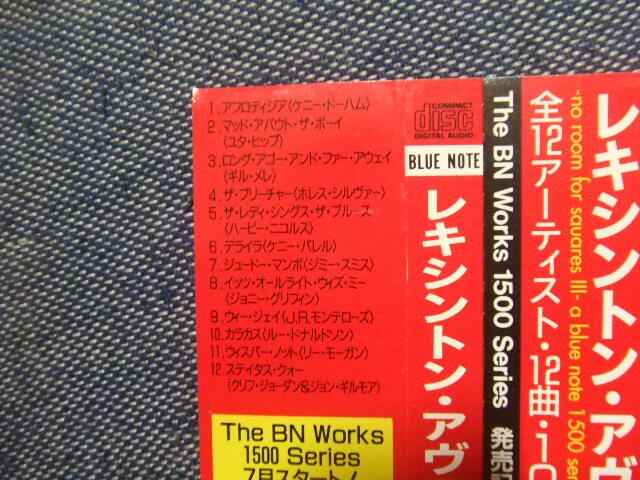 1. アフロディジア〈ケニー・ドーハム〉
2. マッド・アバウト・ザ・ボーイ
〈ユタ・ヒップ〉
3. ロング・アゴー・アンド・ファー・アウェイ
〈ギル・メレ〉
4. ザ・プリーチャー〈ホレス・シルヴァー〉
5. ザ・レディ・シングス・ザ・ブルース
〈ハービー・ニコルス〉
6. デライラ〈ケニー・バレル〉
7. ジュードー・マンボ〈ジミー・スミス〉
8. イッツ・オールライト・ウィズ・ミー
〈ジョニー・グリフィン〉
9. ウィー・ジェイ〈J.R.モンテローズ〉
10. カラカス〈ルー・ドナルドソン〉
11. ウィスパー・ノット〈リー・モーガン〉
12. ステイタス・クォー
〈クリフ・ジョーダン&ジョン・ギルモア〉
The BN Works
1500 Series
7月スタート!
COMPACT
disc
DIGITAL AUDIO
BLUE NOTE
レキシントン・アヴ
The BN Works 1500 Series 発売
レキシントン・アヴ
-no room for squares III- a blue note 1500 ser
全12アーティスト・12曲・10